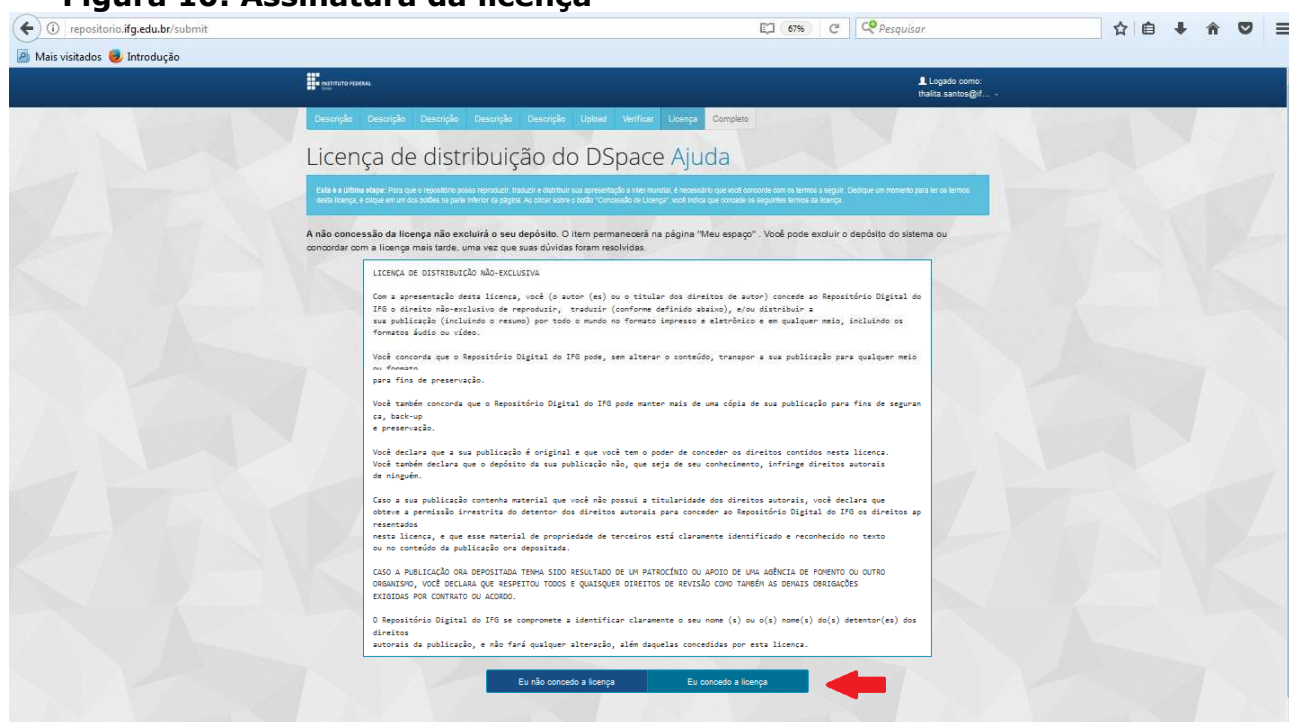 Figura 10: Assinatura da licença
repositorio.ifg.edu.br/submit
67%
Pesquisar
Mais visitados
Introdução
INSTITUTO FEDERAL
Goiás
Logado como:
thalita.santos@if...
Descrição Descrição Descrição Descrição Descrição Upload Verificar Licença Completo
Licença de distribuição do DSpace Ajuda
Esta é a última etapa: Para que o repositório possa reproduzir, traduzir e distribuir sua apresentação a nível mundial, é necessário que você concorde com os termos a seguir. Dedique um momento para ler os termos
desta licença, e clique em um dos botões na parte inferior da página. Ao clicar sobre o botão "Concessão de Licença", você indica que concede os seguintes termos da licença.
A não concessão da licença não excluirá o seu depósito. O item permanecerá na página "Meu espaço" . Você pode excluir o depósito do sistema ou
concordar com a licença mais tarde, uma vez que suas dúvidas foram resolvidas.
LICENÇA DE DISTRIBUIÇÃO NÃO-EXCLUSIVA
Com a apresentação desta licença, você (o autor (es) ou o titular dos direitos de autor) concede ao Repositório Digital do
IFG o direito não-exclusivo de reproduzir, traduzir (conforme definido abaixo), e/ou distribuir a
sua publicação (incluindo o resumo) por todo o mundo no formato impresso e eletrônico e em qualquer meio, incluindo os
formatos áudio ou vídeo.
Você concorda que o Repositório Digital do IFG pode, sem alterar o conteúdo, transpor a sua publicação para qualquer meio
ou formato
para fins de preservação.
Você também concorda que o Repositório Digital do IFG pode manter mais de uma cópia de sua publicação para fins de seguran
ça, back-up
e preservação.
Você declara que a sua publicação é original e que você tem o poder de conceder os direitos contidos nesta licença.
Você também declara que o depósito da sua publicação não, que seja de seu conhecimento, infringe direitos autorais
de ninguém.
Caso a sua publicação contenha material que você não possui a titularidade dos direitos autorais, você declara que
obteve a permissão irrestrita do detentor dos direitos autorais para conceder ao Repositório Digital do IFG os direitos ap
resentados
nesta licença, e que esse material de propriedade de terceiros está claramente identificado e reconhecido no texto
ou no conteúdo da publicação ora depositada.
CASO A PUBLICAÇÃO ORA DEPOSITADA TENHA SIDO RESULTADO DE UM PATROCÍNIO OU APOIO DE UMA AGÊNCIA DE FOMENTO OU OUTRO
ORGANISMO, VOCÊ DECLARA QUE RESPEITOU TODOS E QUAISQUER DIREITOS DE REVISÃO COMO TAMBÉM AS DEMAIS OBRIGAÇÕES
EXIGIDAS POR CONTRATO OU ACORDO.
O Repositório Digital do IFG se compromete a identificar claramente o seu nome (s) ou o(s) nome(s) do(s) detentor(es) dos
direitos
autorais da publicação, e não fará qualquer alteração, além daquelas concedidas por esta licença.
Eu não concedo a licença
Eu concedo a licença